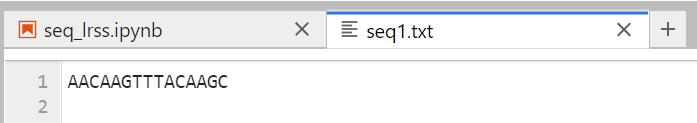 seq_lrss.ipynb
seq1.txt
1 AACAAGTTTACAAGC
2